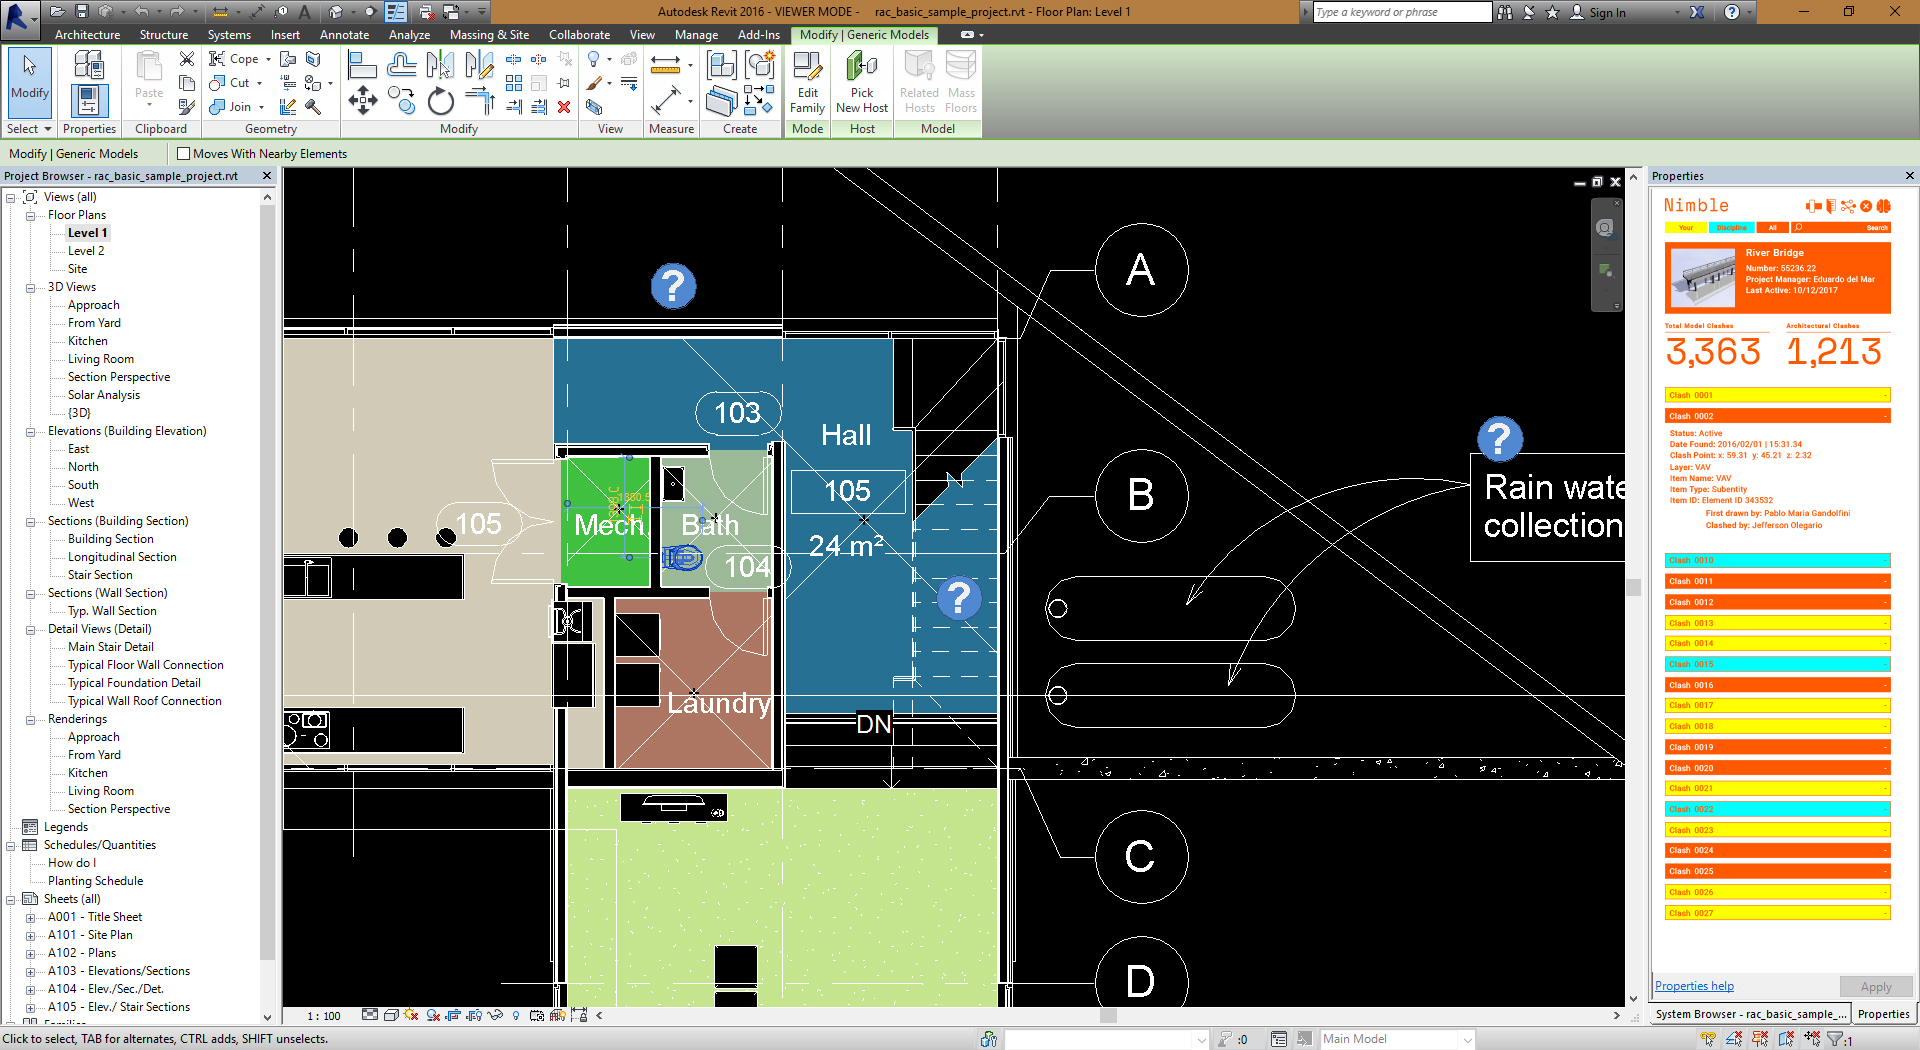 Autodesk Revit 2016 - VIEWER MODE - rac_basic_sample_project.rvt - Floor Plan: Level 1
Type a keyword or phrase
Sign In
Architecture Structure Systems Insert Annotate Analyze Massing & Site Collaborate View Manage Add-Ins Modify | Generic Models
Modify
Paste
Cope
Cut
Join
Edit Family
Pick New Host
Related Hosts
Mass Floors
Select Properties Clipboard Geometry Modify View Measure Create Mode Host Model
Modify | Generic Models Moves With Nearby Elements
Project Browser - rac_basic_sample_project.rvt
Views (all)
Floor Plans
Level 1
Level 2
Site
3D Views
Approach
From Yard
Kitchen
Living Room
Section Perspective
Solar Analysis
{3D}
Elevations (Building Elevation)
East
North
South
West
Sections (Building Section)
Building Section
Longitudinal Section
Stair Section
Sections (Wall Section)
Typ. Wall Section
Detail Views (Detail)
Main Stair Detail
Typical Floor Wall Connection
Typical Foundation Detail
Typical Wall Roof Connection
Renderings
Approach
From Yard
Kitchen
Living Room
Section Perspective
Legends
Schedules/Quantities
How do I
Planting Schedule
Sheets (all)
A001 - Title Sheet
A101 - Site Plan
A102 - Plans
A103 - Elevations/Sections
A104 - Elev./Sec./Det.
A105 - Elev./ Stair Sections
?
A
103
Hall
105
24 m²
B
105
Mech
Bath
104
?
Laundry
DN
?
Rain wate
collection
C
D
1 : 100
Properties
Nimble
Your Discipline All Search
River Bridge
Number: 55236.22
Project Manager: Eduardo del Mar
Last Active: 10/12/2017
Total Model Clashes Architectural Clashes
3,363 1,213
Clash 0001 -
Clash 0002 -
Status: Active
Date Found: 2016/02/01 | 15:31.34
Clash Point: x: 59.31 y: 45.21 z: 2.32
Layer: VAV
Item Name: VAV
Item Type: Subentity
Item ID: Element ID 343532
First drawn by: Pablo Maria Gandolfini
Clashed by: Jefferson Olegario
Clash 0010 -
Clash 0011 -
Clash 0012 -
Clash 0013 -
Clash 0014 -
Clash 0015 -
Clash 0016 -
Clash 0017 -
Clash 0018 -
Clash 0019 -
Clash 0020 -
Clash 0021 -
Clash 0022 -
Clash 0023 -
Clash 0024 -
Clash 0025 -
Clash 0026 -
Clash 0027 -
Properties help Apply
System Browser - rac_basic_sample_... Properties
Click to select, TAB for alternates, CTRL adds, SHIFT unselects.
:0
Main Model
:1